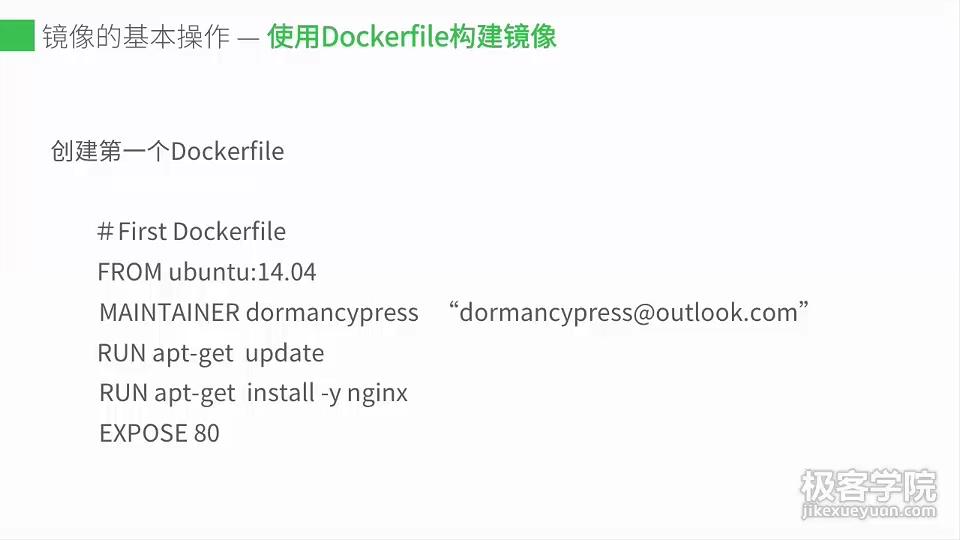 镜像的基本操作 — 使用Dockerfile构建镜像
创建第一个Dockerfile
＃First Dockerfile
FROM ubuntu:14.04
MAINTAINER dormancypress “dormancypress@outlook.com”
RUN apt-get update
RUN apt-get install -y nginx
EXPOSE 80
极客学院
jikexueyuan.com